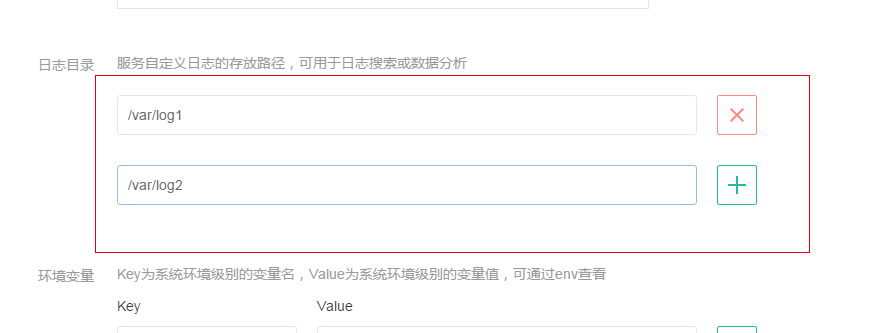 日志目录 服务自定义日志的存放路径，可用于日志搜索或数据分析
/var/log1
/var/log2
环境变量 Key为系统环境级别的变量名，Value为系统环境级别的变量值，可通过env查看
Key Value